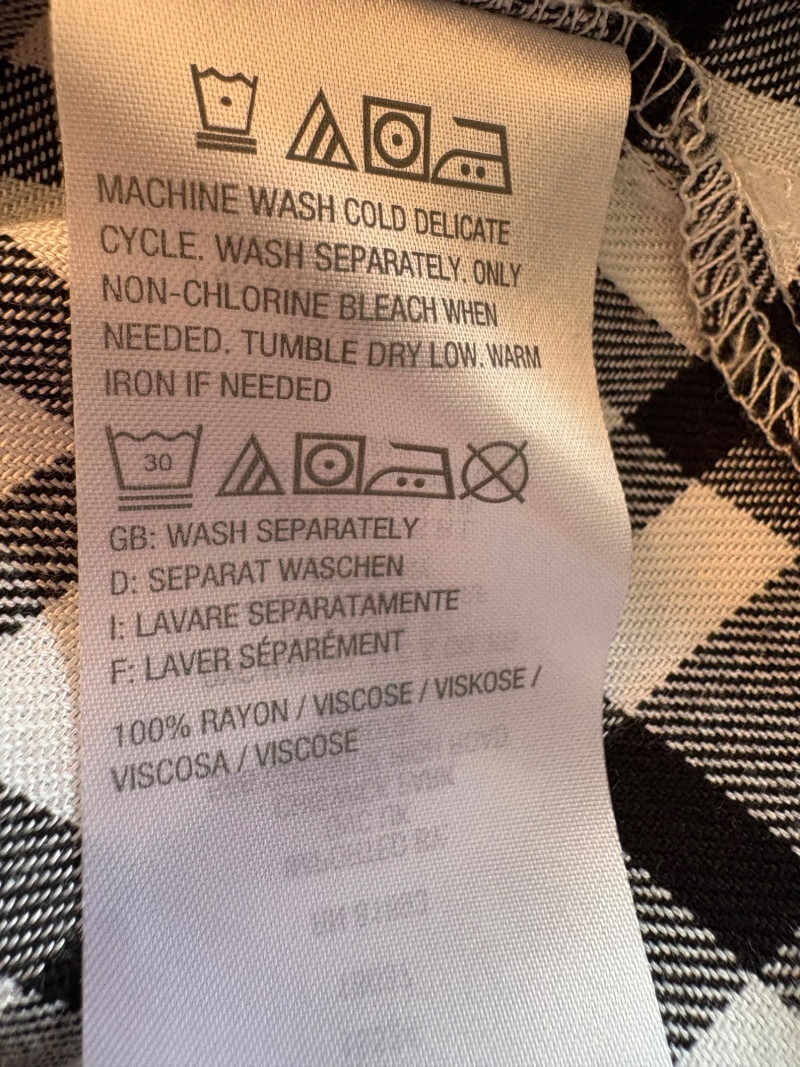 MACHINE WASH COLD DELICATE
CYCLE. WASH SEPARATELY. ONLY
NON-CHLORINE BLEACH WHEN
NEEDED. TUMBLE DRY LOW. WARM
IRON IF NEEDED
30
GB: WASH SEPARATELY
D: SEPARAT WASCHEN
I: LAVARE SEPARATAMENTE
F: LAVER SÉPARÉMENT
100% RAYON / VISCOSE / VISKOSE /
VISCOSA / VISCOSE